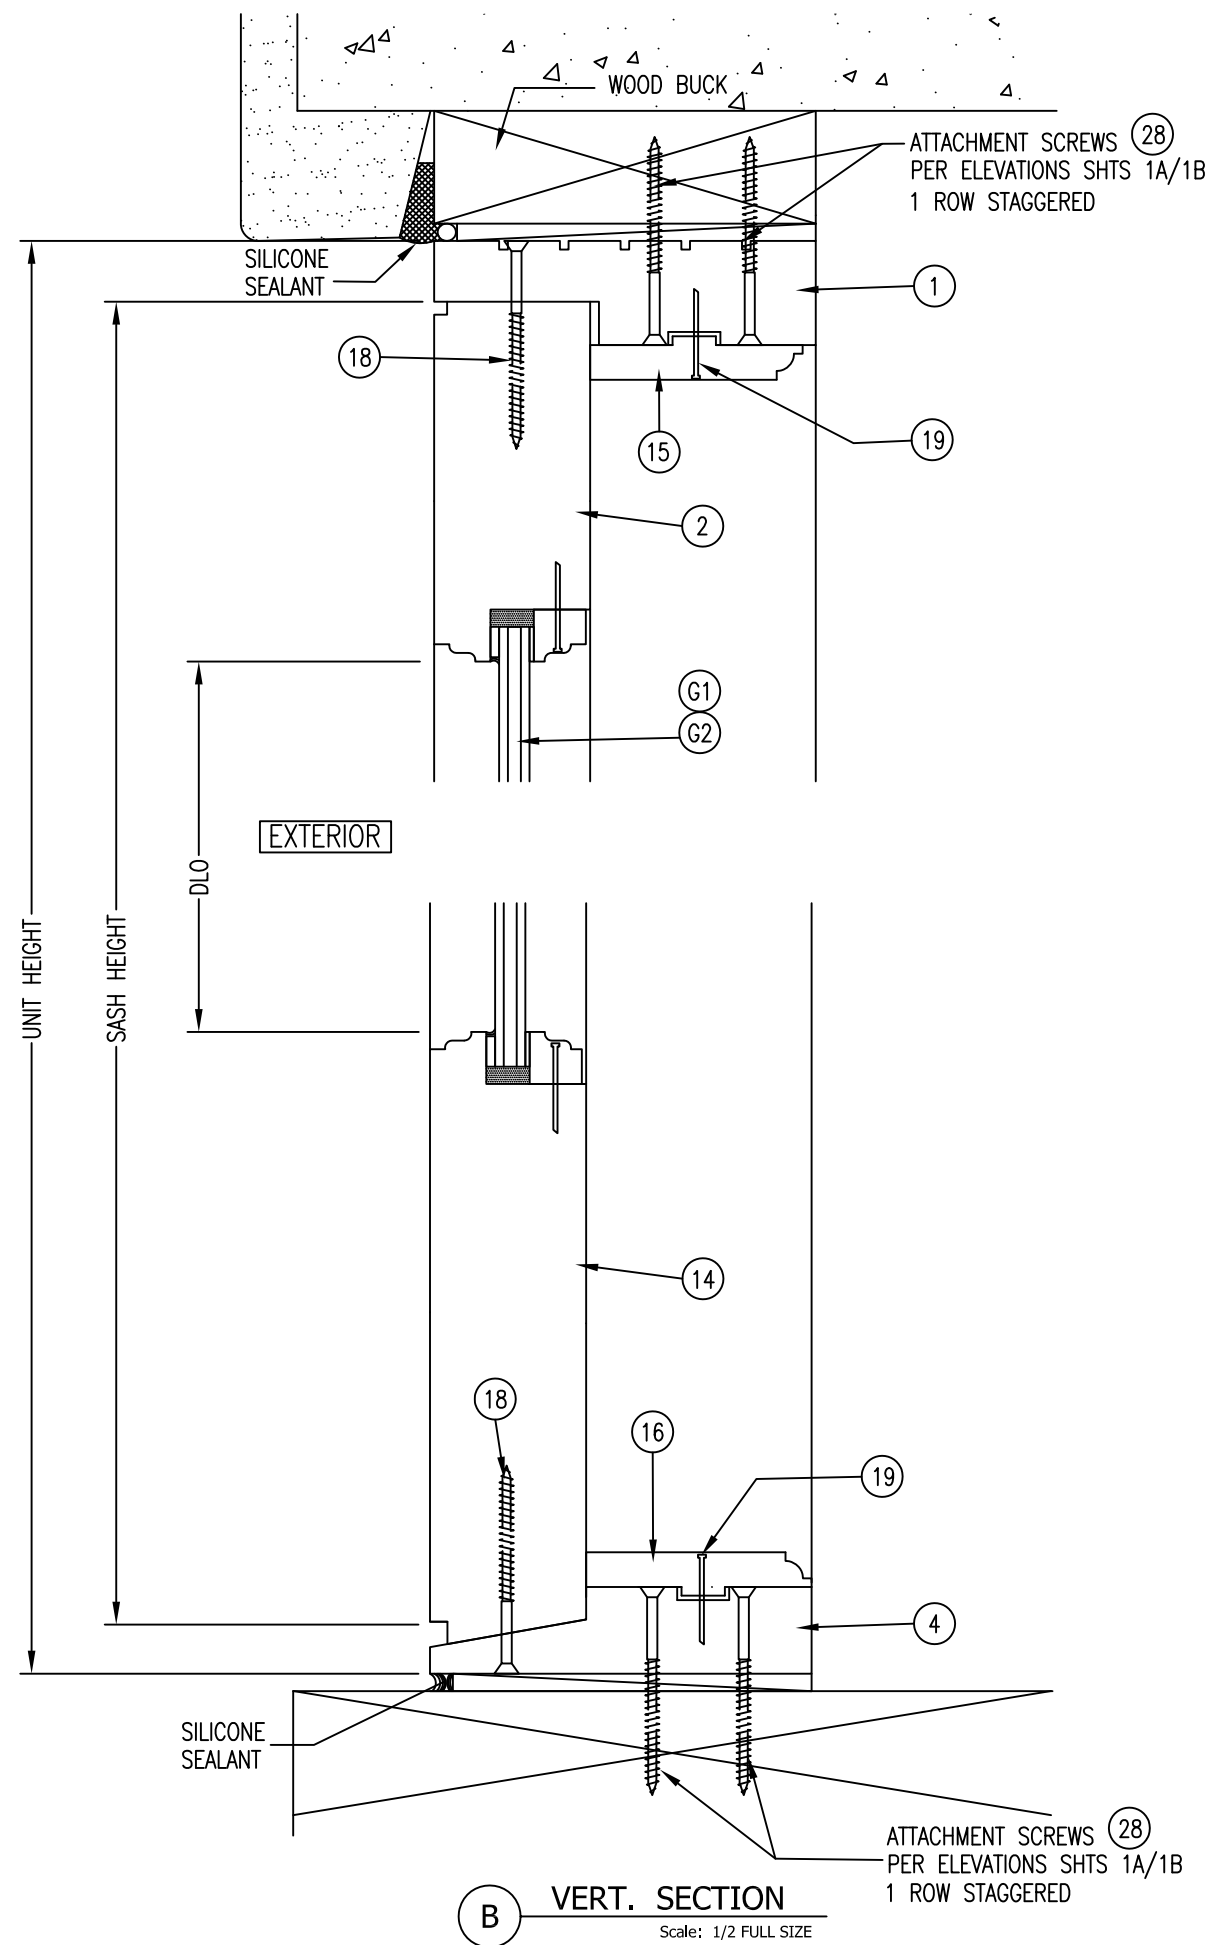 WOOD BUCK
ATTACHMENT SCREWS 28
PER ELEVATIONS SHTS 1A/1B
1 ROW STAGGERED
SILICONE
SEALANT
1
18
15
19
2
G1
G2
EXTERIOR
DLO
SASH HEIGHT
UNIT HEIGHT
14
18
16
19
4
SILICONE
SEALANT
ATTACHMENT SCREWS 28
PER ELEVATIONS SHTS 1A/1B
1 ROW STAGGERED
B VERT. SECTION
Scale: 1/2 FULL SIZE